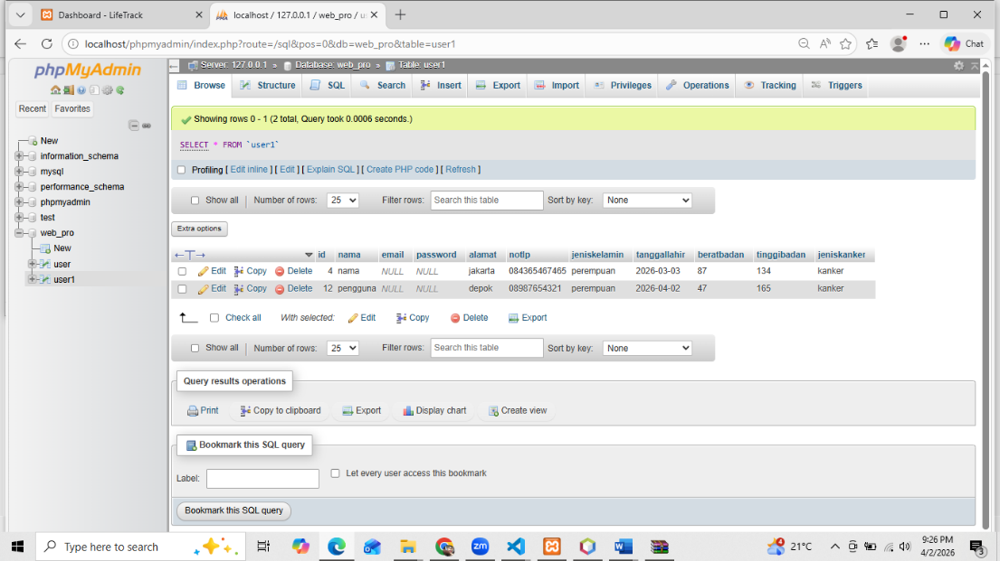 Dashboard - LifeTrack
localhost / 127.0.0.1 / web_pro / us
localhost/phpmyadmin/index.php?route=/sql&pos=0&db=web_pro&table=user1
Chat
phpMyAdmin
Recent Favorites
New
information_schema
mysql
performance_schema
phpmyadmin
test
web_pro
New
user
user1
Server: 127.0.0.1 » Database: web_pro » Table: user1
Browse Structure SQL Search Insert Export Import Privileges Operations Tracking Triggers
Showing rows 0 - 1 (2 total, Query took 0.0006 seconds.)
SELECT * FROM `user1`
Profiling [ Edit inline ] [ Edit ] [ Explain SQL ] [ Create PHP code ] [ Refresh ]
Show all Number of rows: 25 Filter rows: Search this table Sort by key: None
Extra options
←T→ id nama email password alamat notlp jeniskelamin tanggallahir beratbadan tinggibadan jeniskanker
Edit Copy Delete 4 nama NULL NULL jakarta 084365467465 perempuan 2026-03-03 87 134 kanker
Edit Copy Delete 12 pengguna NULL NULL depok 08987654321 perempuan 2026-04-02 47 165 kanker
Check all With selected: Edit Copy Delete Export
Show all Number of rows: 25 Filter rows: Search this table Sort by key: None
Query results operations
Print Copy to clipboard Export Display chart Create view
Bookmark this SQL query
Label: Let every user access this bookmark
Bookmark this SQL query
Type here to search
zm
21°C
9:26 PM
4/2/2026
3